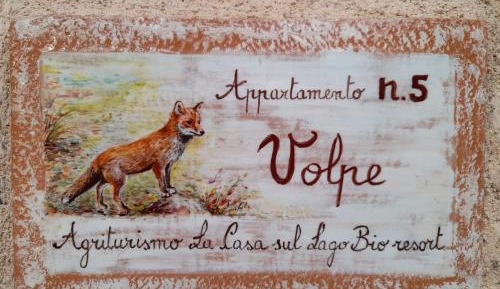 Appartamento n.5
Volpe
Agriturismo La Casa sul Lago Bio resort